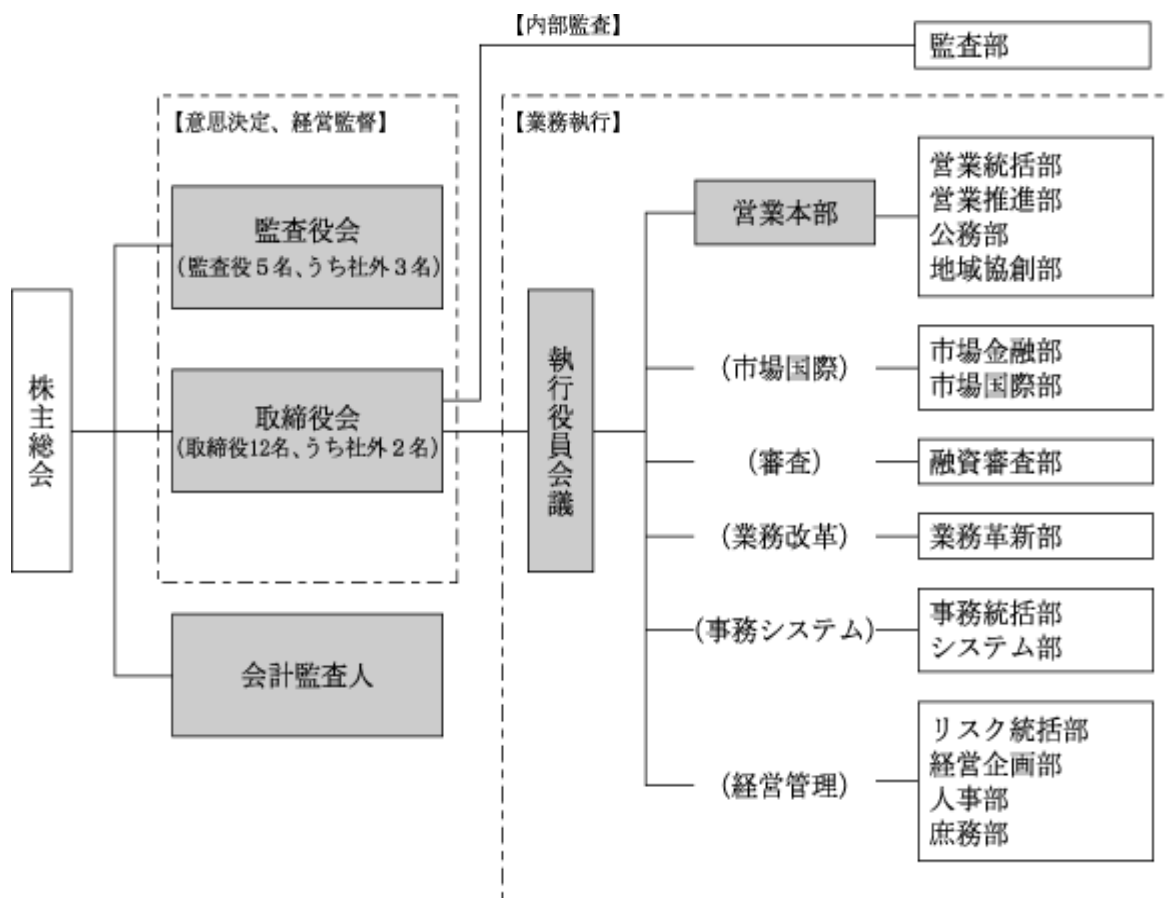 【内部監査】
監査部
【意思決定、経営監督】
【業務執行】
監査役会
(監査役5名、うち社外3名)
取締役会
(取締役12名、うち社外2名)
会計監査人
株主総会
執行役員会議
営業本部
営業統括部
営業推進部
公務部
地域協創部
(市場国際)
市場金融部
市場国際部
(審査)
融資審査部
(業務改革)
業務革新部
(事務システム)
事務統括部
システム部
(経営管理)
リスク統括部
経営企画部
人事部
庶務部